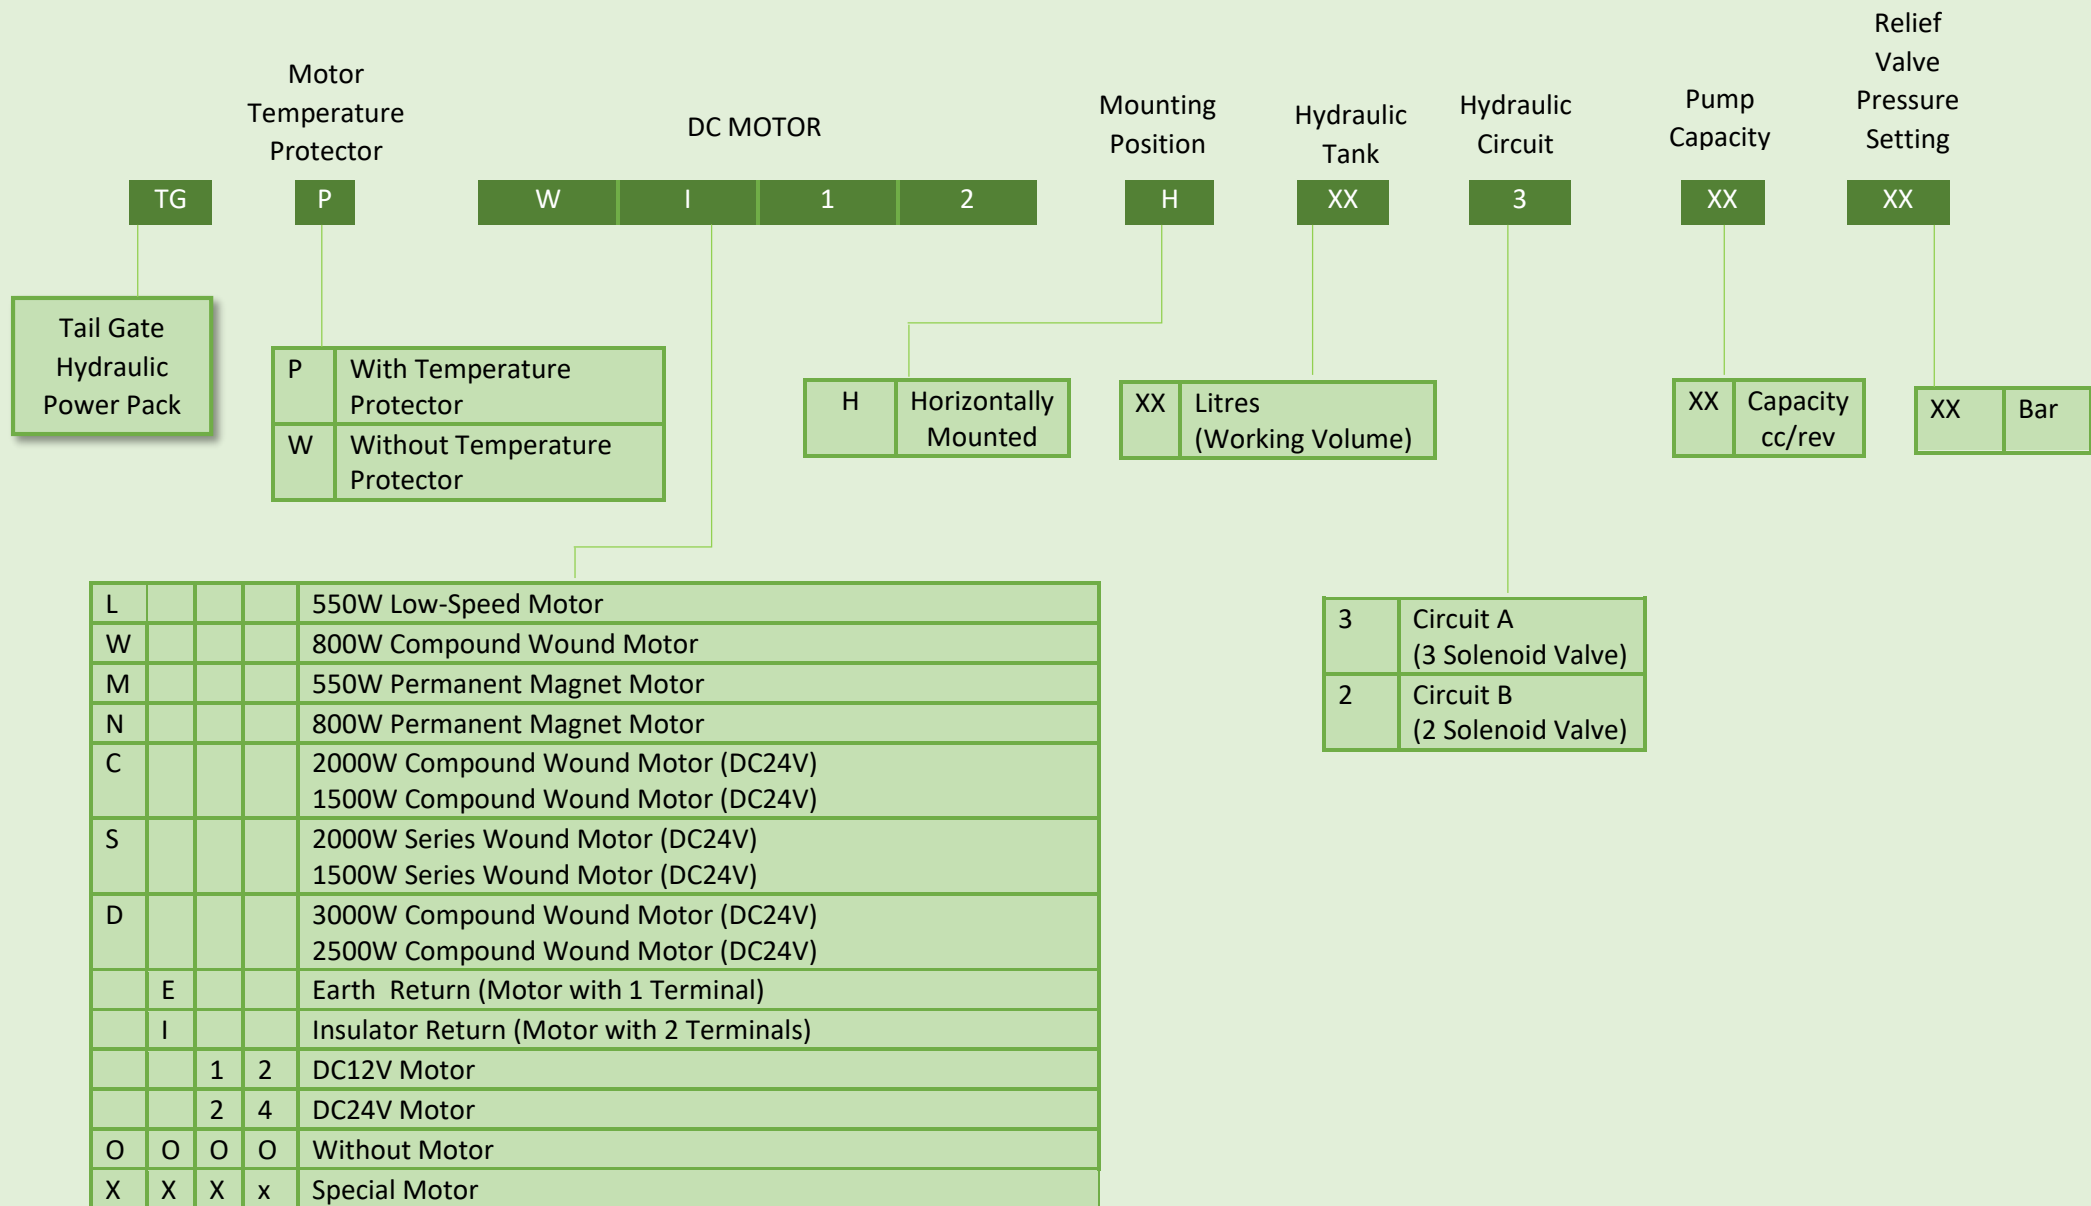 Motor
Temperature
Protector
DC MOTOR
Mounting
Position
Hydraulic
Tank
Hydraulic
Circuit
Pump
Capacity
Relief
Valve
Pressure
Setting
TG P W I 1 2 H XX 3 XX XX
Tail Gate
Hydraulic
Power Pack
P With Temperature
Protector
W Without Temperature
Protector
H Horizontally
Mounted
XX Litres
(Working Volume)
XX Capacity
cc/rev
XX Bar
L 550W Low-Speed Motor
W 800W Compound Wound Motor
M 550W Permanent Magnet Motor
N 800W Permanent Magnet Motor
C 2000W Compound Wound Motor (DC24V)
1500W Compound Wound Motor (DC24V)
S 2000W Series Wound Motor (DC24V)
1500W Series Wound Motor (DC24V)
D 3000W Compound Wound Motor (DC24V)
2500W Compound Wound Motor (DC24V)
E Earth  Return (Motor with 1 Terminal)
I Insulator Return (Motor with 2 Terminals)
1 2 DC12V Motor
2 4 DC24V Motor
O O O O Without Motor
X X X x Special Motor
3 Circuit A
(3 Solenoid Valve)
2 Circuit B
(2 Solenoid Valve)